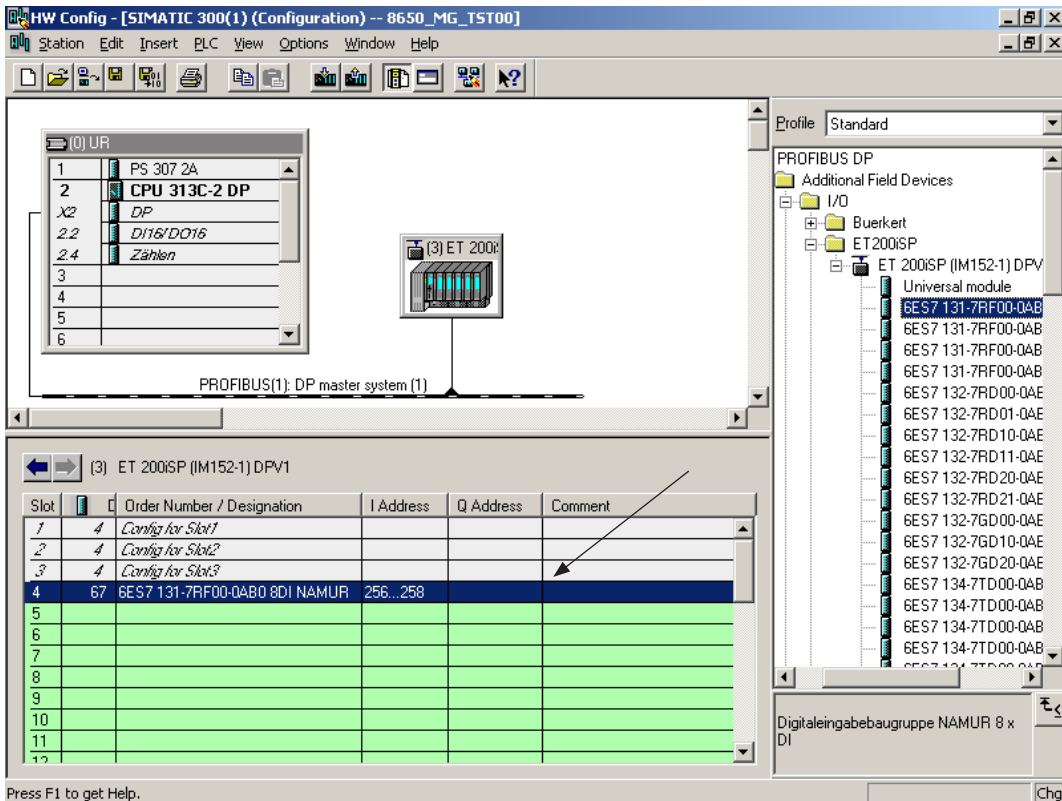 HW Config - [SIMATIC 300(1) (Configuration) -- 8650_MG_TST00]
Station Edit Insert PLC View Options Window Help
(0) UR
1 PS 307 2A
2 CPU 313C-2 DP
X2 DP
2.2 DI16/DO16
2.4 Zählen
3
4
5
6
(3) ET 200i
PROFIBUS(1): DP master system (1)
(3) ET 200iSP (IM152-1) DPV1
Slot D Order Number / Designation I Address Q Address Comment
1 4 Config for Slot1
2 4 Config for Slot2
3 4 Config for Slot3
4 67 6ES7 131-7RF00-0AB0 8DI NAMUR 256...258
5
6
7
8
9
10
11
12
Profile Standard
PROFIBUS DP
Additional Field Devices
I/O
Buerkert
ET200iSP
ET 200iSP (IM152-1) DPV
Universal module
6ES7 131-7RF00-0AB
6ES7 131-7RF00-0AB
6ES7 131-7RF00-0AB
6ES7 131-7RF00-0AB
6ES7 132-7RD00-0AE
6ES7 132-7RD01-0AE
6ES7 132-7RD10-0AE
6ES7 132-7RD11-0AE
6ES7 132-7RD20-0AE
6ES7 132-7RD21-0AE
6ES7 132-7GD00-0AE
6ES7 132-7GD10-0AE
6ES7 132-7GD20-0AE
6ES7 134-7TD00-0AB
6ES7 134-7TD00-0AB
6ES7 134-7TD00-0AB
6ES7 134-7TD00-0AB
Digitaleingabebaugruppe NAMUR 8 x
DI
Press F1 to get Help.
Chg